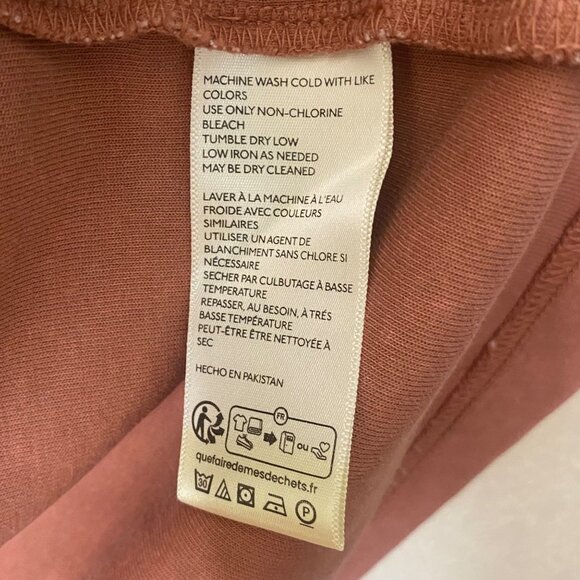 MACHINE WASH COLD WITH LIKE
COLORS
USE ONLY NON-CHLORINE
BLEACH
TUMBLE DRY LOW
LOW IRON AS NEEDED
MAY BE DRY CLEANED
LAVER À LA MACHINE À L'EAU
FROIDE AVEC COULEURS
SIMILAIRES
UTILISER UN AGENT DE
BLANCHIMENT SANS CHLORE SI
NÉCESSAIRE
SECHER PAR CULBUTAGE À BASSE
TEMPERATURE
REPASSER, AU BESOIN, À TRÉS
BASSE TEMPÉRATURE
PEUT-ÊTRE ÊTRE NETTOYÉE À
SEC
HECHO EN PAKISTAN
FR
ou
quefairedemesdechets.fr
30
P